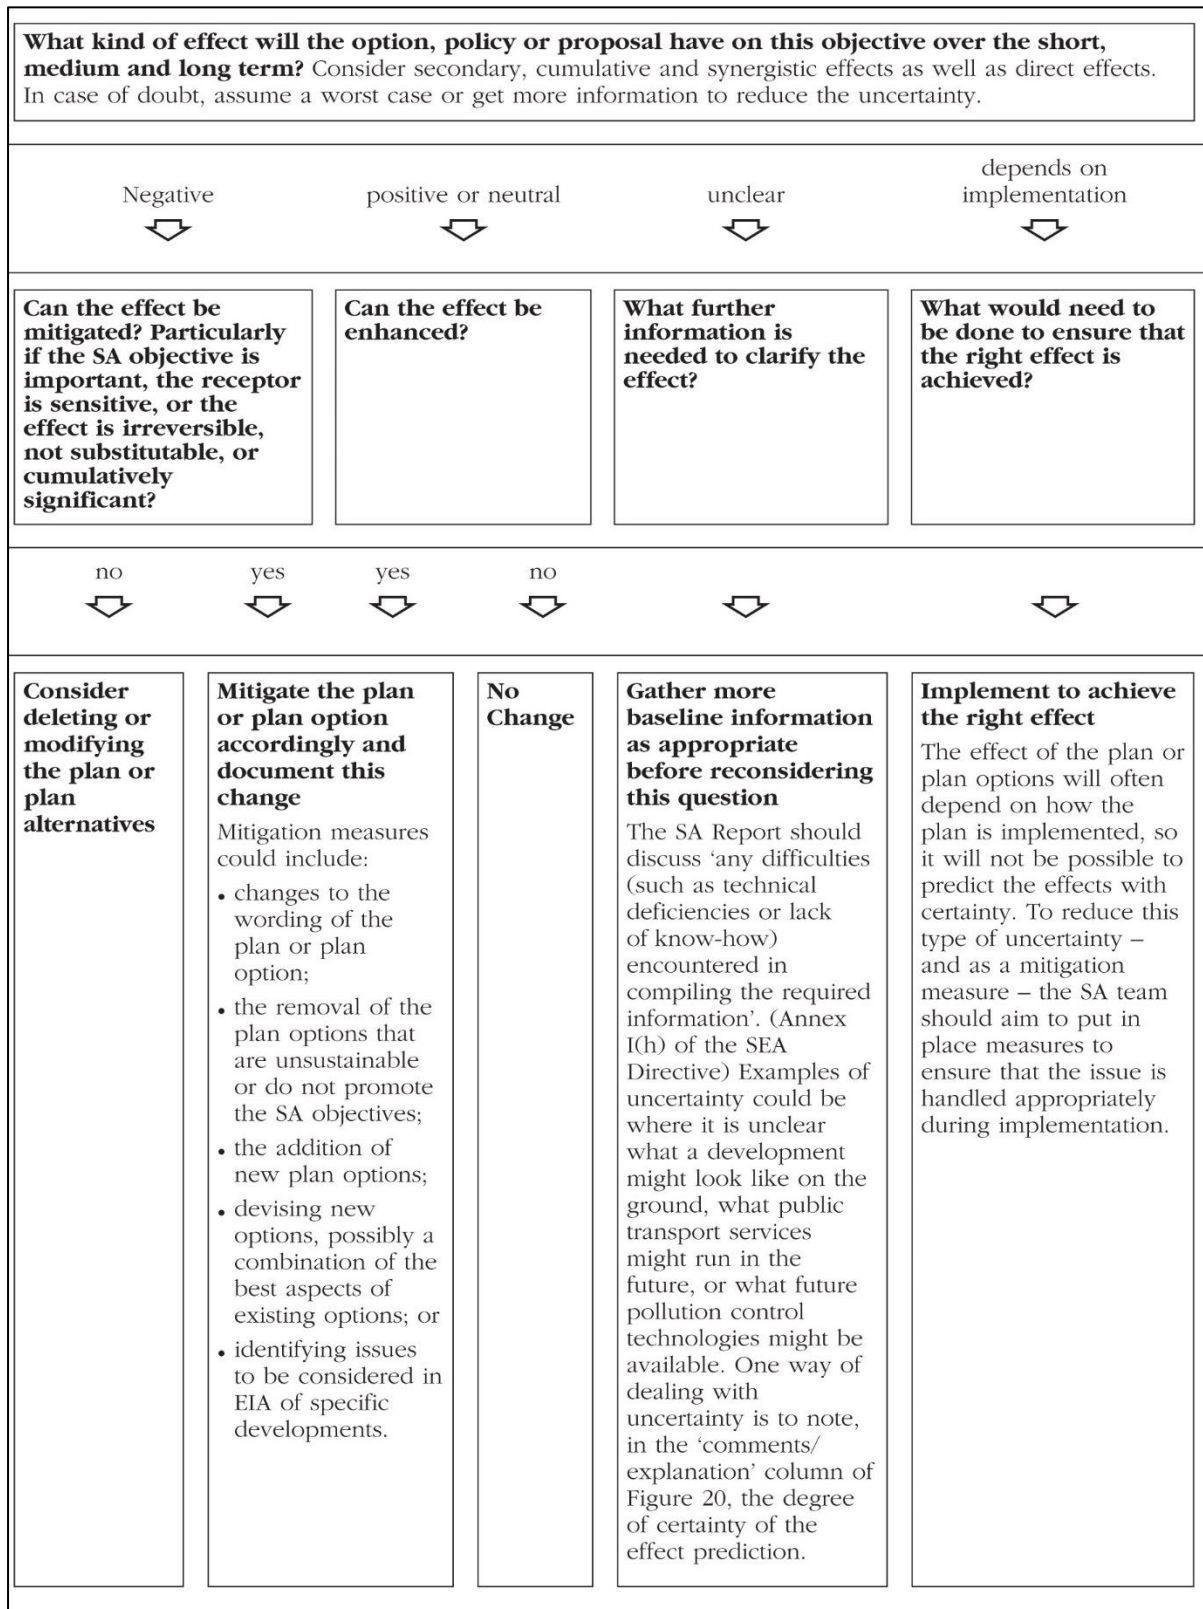 What kind of effect will the option, policy or proposal have on this objective over the short,
medium and long term? Consider secondary, cumulative and synergistic effects as well as direct effects.
In case of doubt, assume a worst case or get more information to reduce the uncertainty.
Negative
positive or neutral
unclear
depends on
implementation
Can the effect be
mitigated? Particularly
if the SA objective is
important, the receptor
is sensitive, or the
effect is irreversible,
not substitutable, or
cumulatively
significant?
Can the effect be
enhanced?
What further
information is
needed to clarify the
effect?
What would need to
be done to ensure that
the right effect is
achieved?
no
yes
yes
no
Consider
deleting or
modifying
the plan or
plan
alternatives
Mitigate the plan
or plan option
accordingly and
document this
change
Mitigation measures
could include:
• changes to the
wording of the
plan or plan
option;
• the removal of the
plan options that
are unsustainable
or do not promote
the SA objectives;
• the addition of
new plan options;
• devising new
options, possibly a
combination of the
best aspects of
existing options; or
• identifying issues
to be considered in
EIA of specific
developments.
No
Change
Gather more
baseline information
as appropriate
before reconsidering
this question
The SA Report should
discuss ‘any difficulties
(such as technical
deficiencies or lack
of know-how)
encountered in
compiling the required
information’. (Annex
I(h) of the SEA
Directive) Examples of
uncertainty could be
where it is unclear
what a development
might look like on the
ground, what public
transport services
might run in the
future, or what future
pollution control
technologies might be
available. One way of
dealing with
uncertainty is to note,
in the ‘comments/
explanation’ column of
Figure 20, the degree
of certainty of the
effect prediction.
Implement to achieve
the right effect
The effect of the plan or
plan options will often
depend on how the
plan is implemented, so
it will not be possible to
predict the effects with
certainty. To reduce this
type of uncertainty –
and as a mitigation
measure – the SA team
should aim to put in
place measures to
ensure that the issue is
handled appropriately
during implementation.